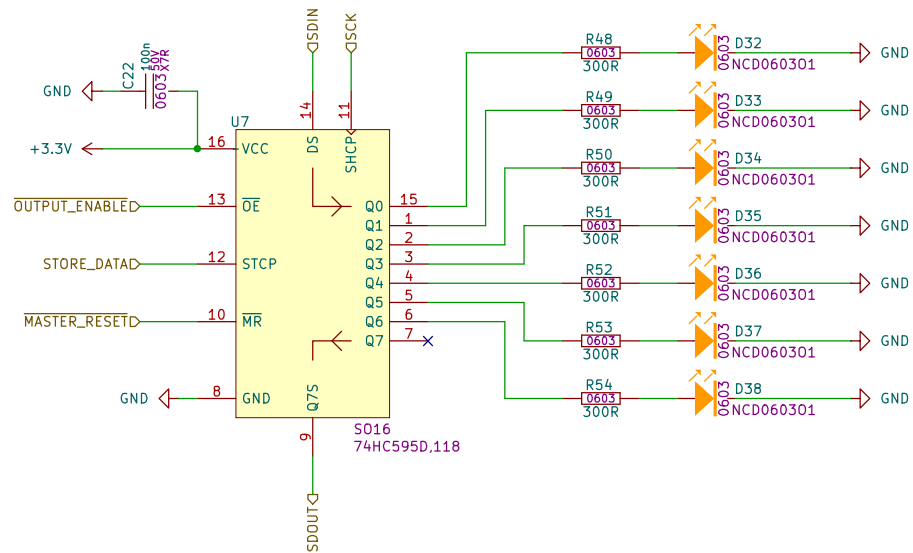 SDIN
SCK
C22
100n
50V
X7R
0603
GND
+3.3V
U7
14
11
DS
SHCP
16
VCC
OUTPUT_ENABLE
13
OE
STORE_DATA
12
STCP
MASTER_RESET
10
MR
GND
8
GND
Q7S
9
SDOUT
Q0
15
Q1
1
Q2
2
Q3
3
Q4
4
Q5
5
Q6
6
Q7
7
SO16
74HC595D,118
R48
0603
300R
0603
D32
NCD0603O1
GND
R49
0603
300R
0603
D33
NCD0603O1
GND
R50
0603
300R
0603
D34
NCD0603O1
GND
R51
0603
300R
0603
D35
NCD0603O1
GND
R52
0603
300R
0603
D36
NCD0603O1
GND
R53
0603
300R
0603
D37
NCD0603O1
GND
R54
0603
300R
0603
D38
NCD0603O1
GND